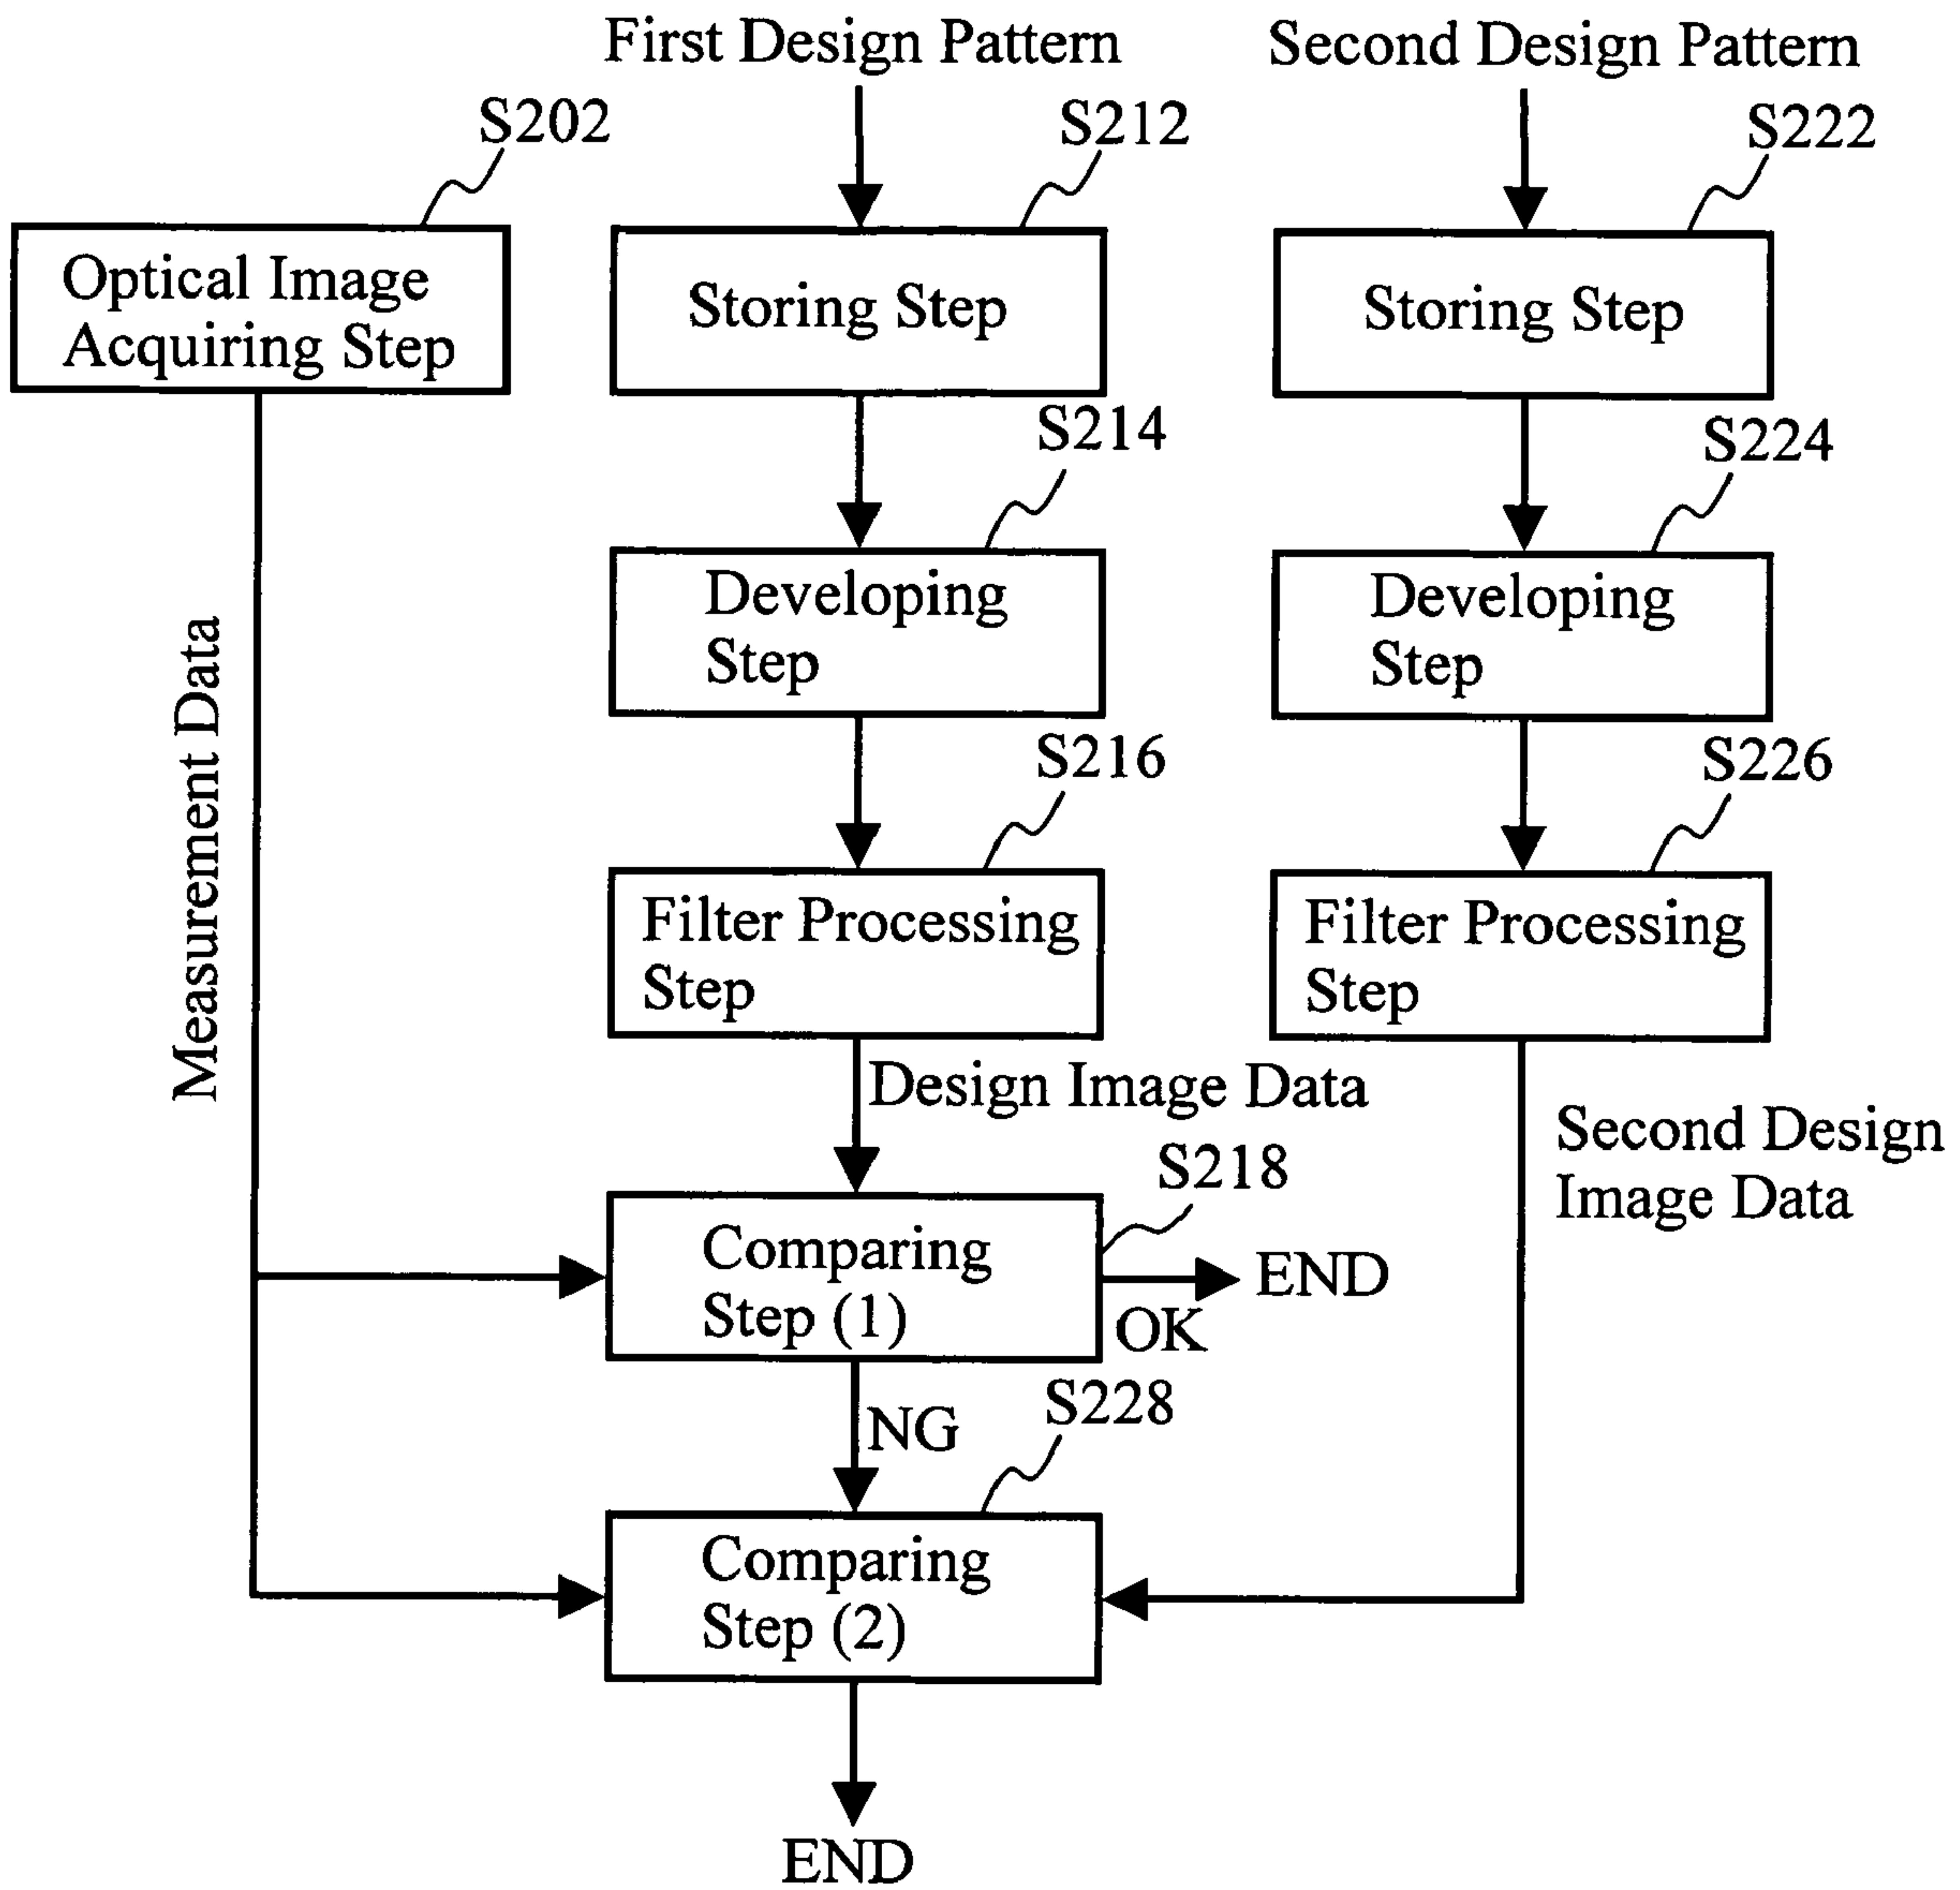 First Design Pattern
Second Design Pattern
S202
S212
S222
Optical Image
Acquiring Step
Storing Step
Storing Step
S214
S224
Developing
Step
Developing
Step
Measurement Data
S216
S226
Filter Processing
Step
Filter Processing
Step
Design Image Data
Second Design
Image Data
S218
Comparing
Step (1)
END
OK
NG
S228
Comparing
Step (2)
END